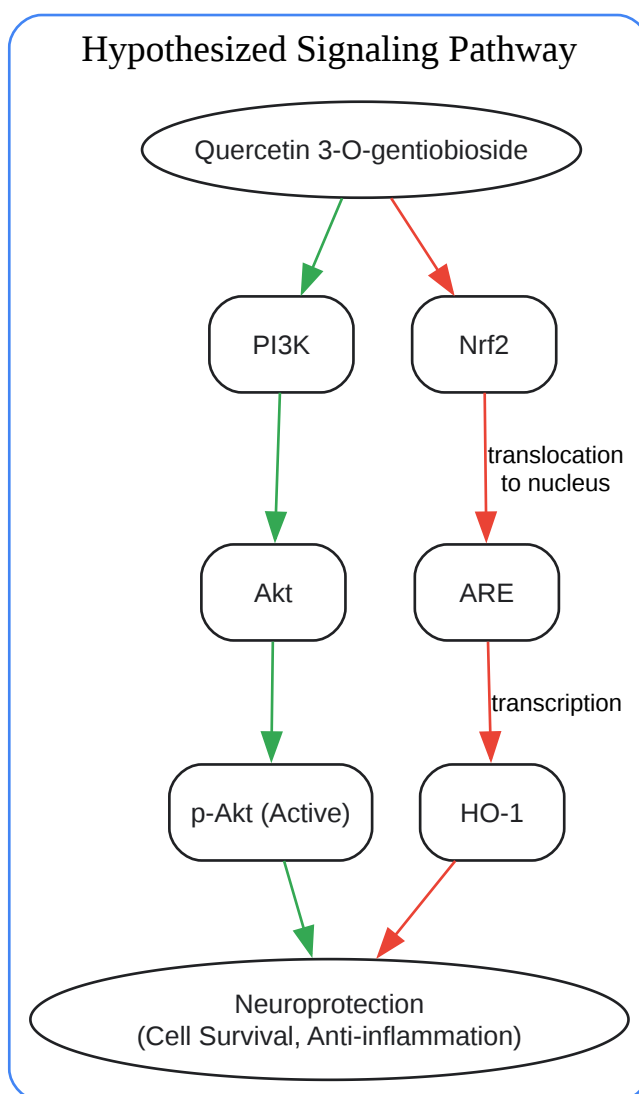 Hypothesized Signaling Pathway
Quercetin 3-O-gentiobioside
PI3K
Nrf2
translocation
to nucleus
Akt
ARE
transcription
p-Akt (Active)
HO-1
Neuroprotection
(Cell Survival, Anti-inflammation)